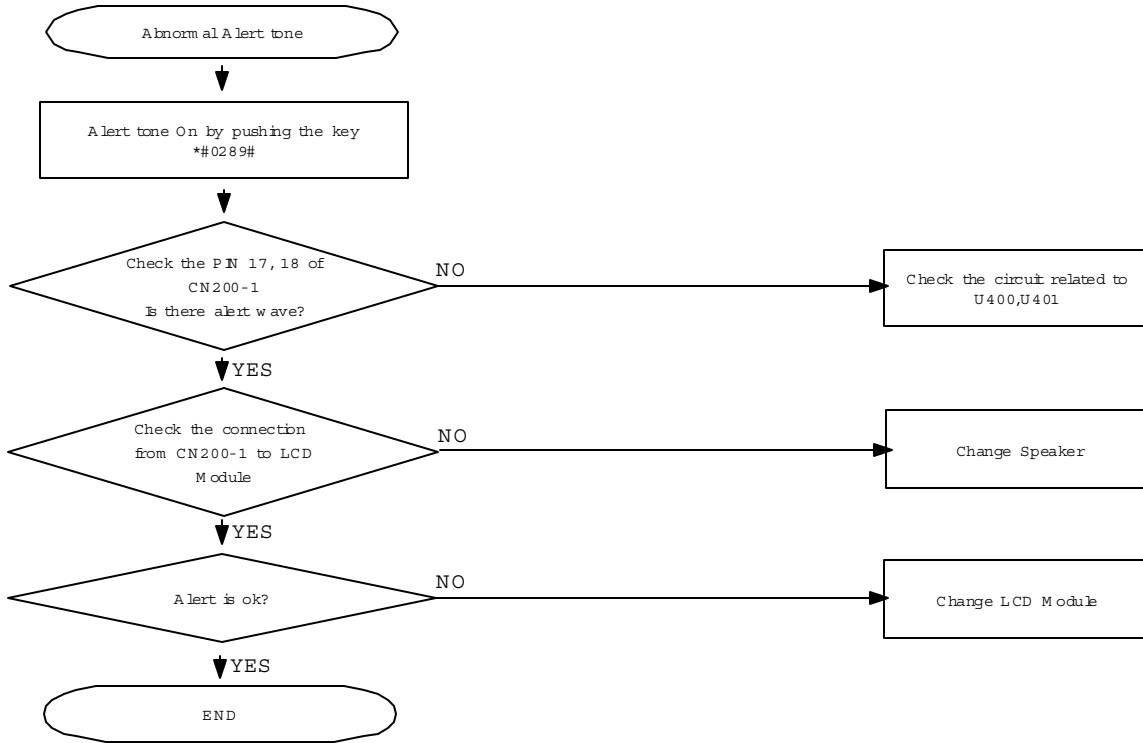 Abnormal Alert tone
Alert tone On by pushing the key
*#0289#
Check the PIN 17, 18 of
CN200-1
Is there alert wave?
NO
Check the circuit related to
U400,U401
YES
Check the connection
from CN200-1 to LCD
Module
NO
Change Speaker
YES
Alert is ok?
NO
Change LCD Module
YES
END